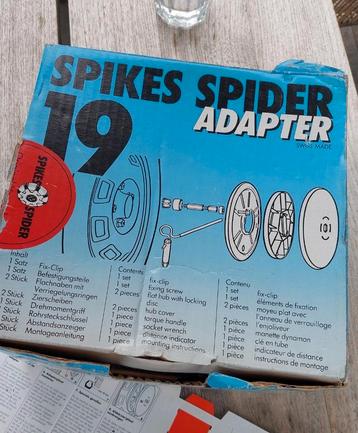 SPIKES SPIDER
19
ADAPTER
SWISS MADE
SPIKES
SPIDER
Inhalt
1 Satz Fix-Clip
1 Satz Befestigungsteile
2 Stück Flachnaben mit
Verriegelungsringen
2 Stück Zierscheiben
Stück Drehmomentgriff
Stück Rohrsteckschlüssel
Stück Abstandsanzeiger
Stück Montageanleitung
Contents
1 set fix-clip
1 set fixing screw
2 pieces flat hub with locking
disc
2 pieces hub cover
1 piece torque handle
1 piece socket wrench
1 piece distance indicator
1 piece mounting instructions
Contenu
1 set fix-clip
1 set éléments de fixation
2 pièces moyeu plat avec
l'anneau de verrouillage
2 pièces l'enjoliveur
1 pièce manette dynamo
1 pièce clé en tube
1 pièce indicateur de distance
1 pièce instructions de montage